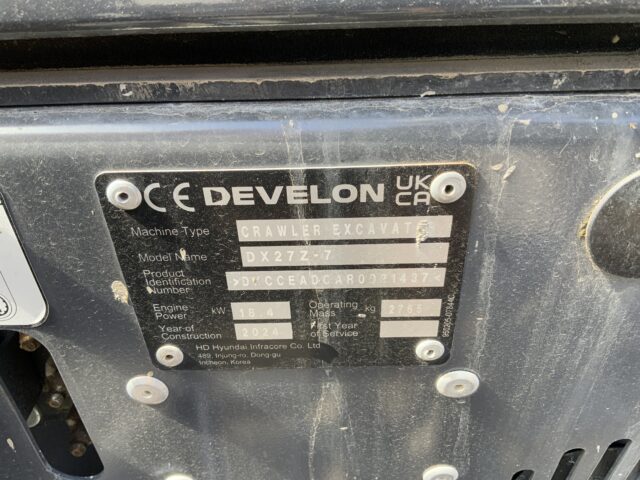 CE DEVELON UK CA
Machine Type CRAWLER EXCAVATOR
Model Name DX27Z-7
Product Identification Number
Engine Power kW 18.4 Operating Mass kg 2755
Year of Construction 2024 First Year of Service
HD Hyundai Infracore Co. Ltd
489, Injung-ro, Dong-gu
Incheon, Korea